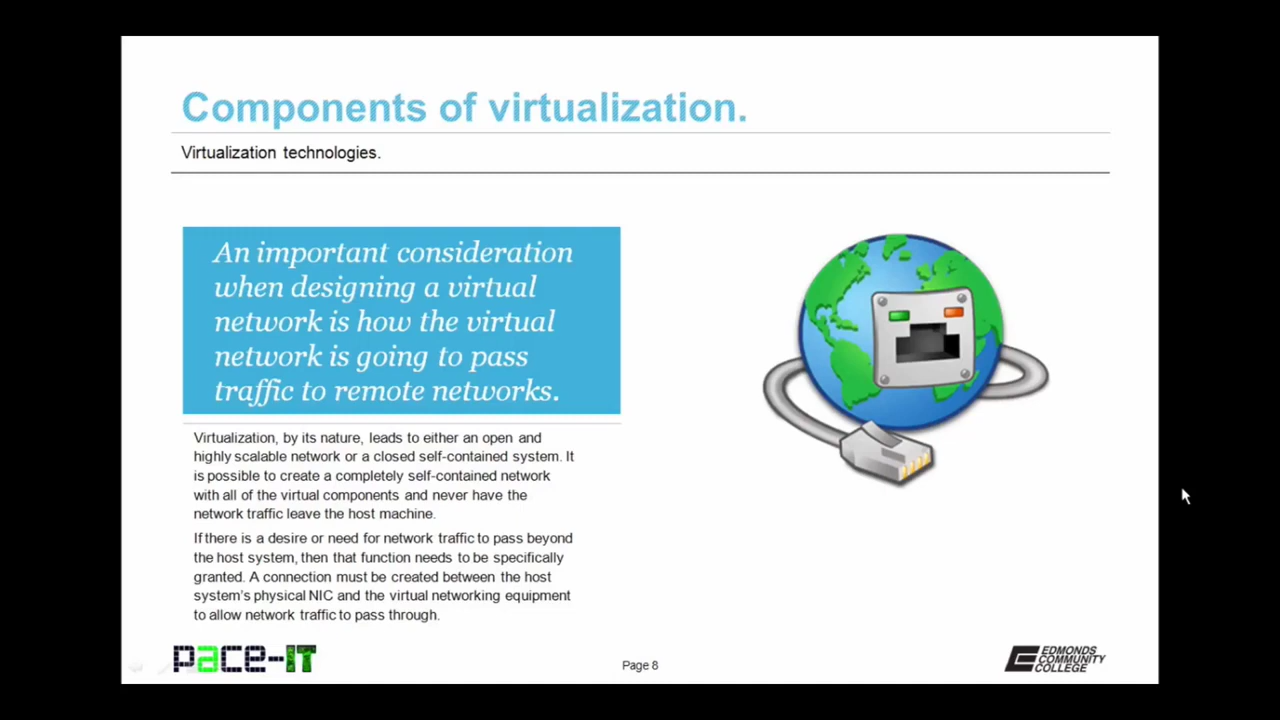 Components of virtualization.
Virtualization technologies.
An important consideration
when designing a virtual
network is how the virtual
network is going to pass
traffic to remote networks.
Virtualization, by its nature, leads to either an open and
highly scalable network or a closed self-contained system. It
is possible to create a completely self-contained network
with all of the virtual components and never have the
network traffic leave the host machine.
If there is a desire or need for network traffic to pass beyond
the host system, then that function needs to be specifically
granted. A connection must be created between the host
system's physical NIC and the virtual networking equipment
to allow network traffic to pass through.
pace-IT
Page 8
EDMONDS
COMMUNITY
COLLEGE